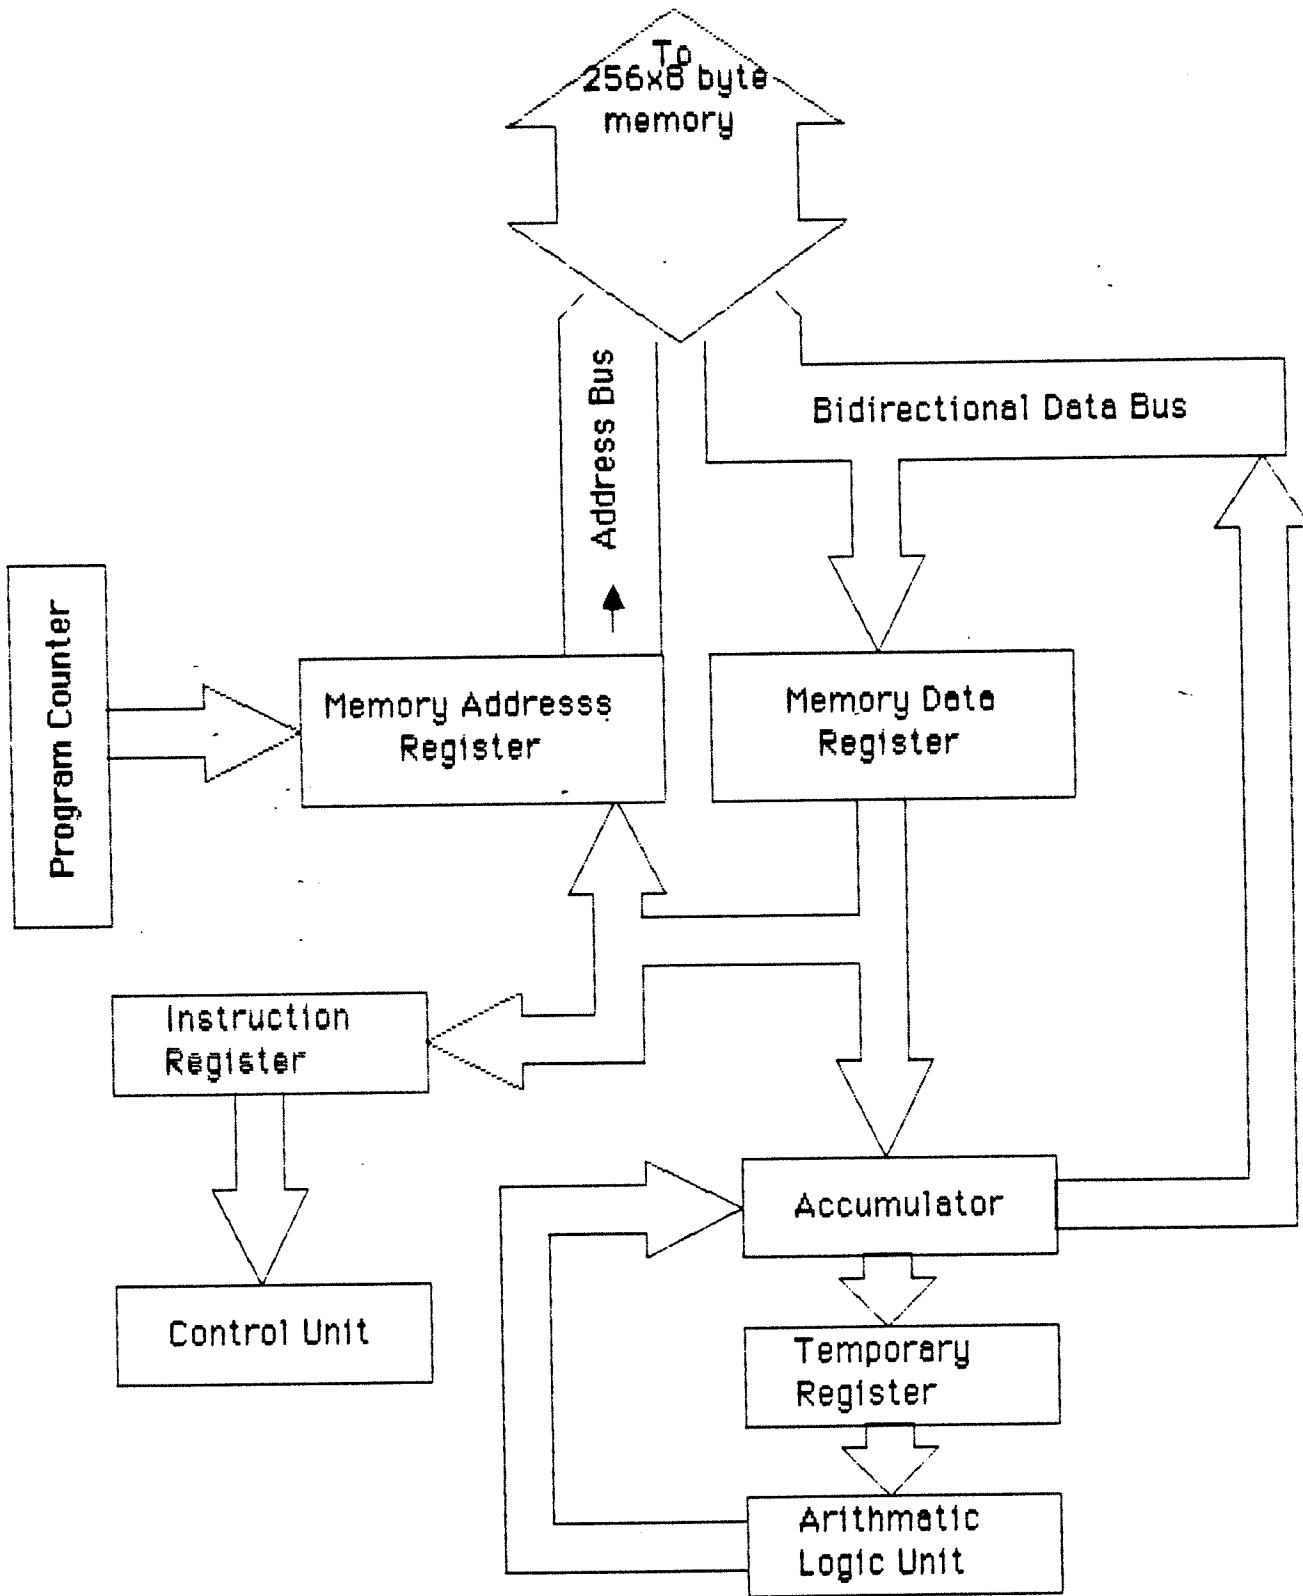 To
256x8 byte
memory
Address Bus
Bidirectional Data Bus
Program Counter
Memory Addresss
Register
Memory Data
Register
Instruction
Register
Control Unit
Accumulator
Temporary
Register
Arithmatic
Logic Unit